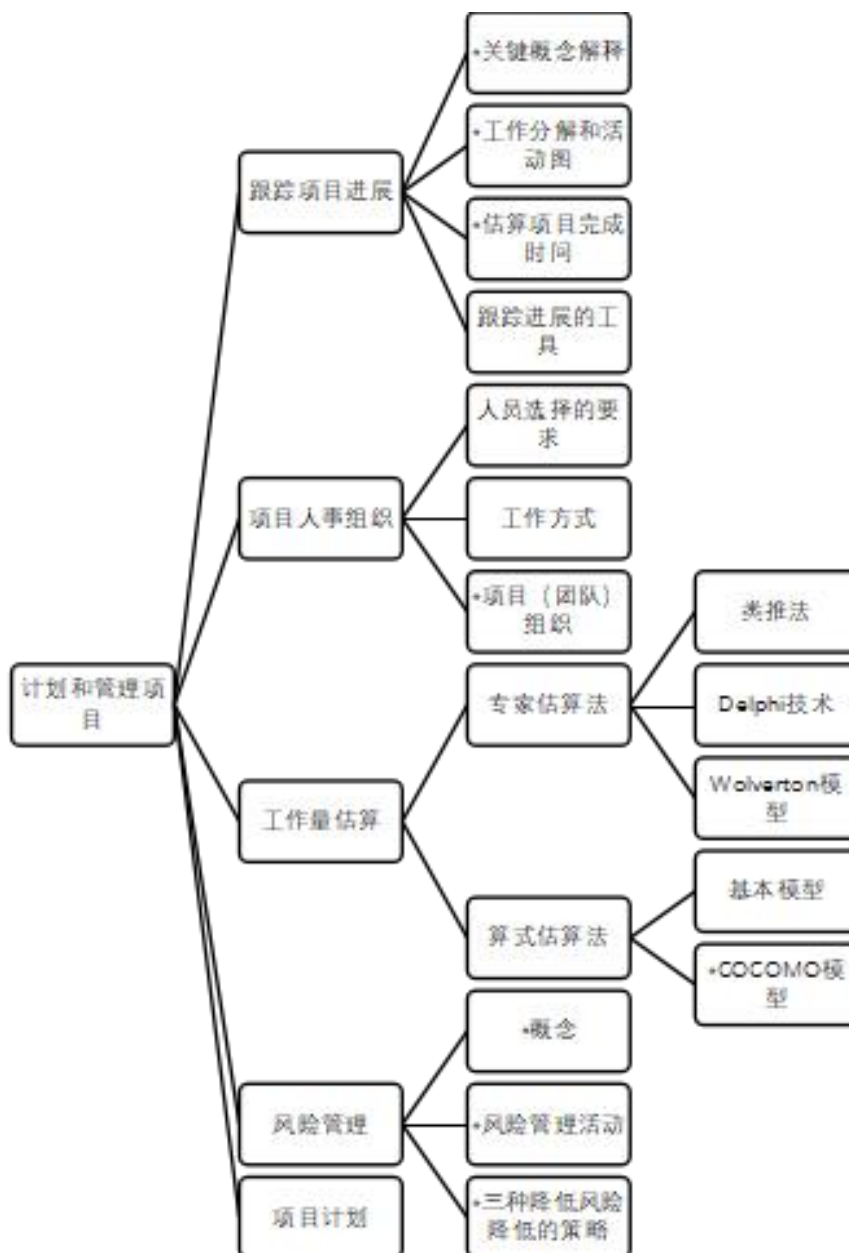 *关键概念解释
*工作分解和活
动图
跟踪项目进展
*估算项目完成
时间
跟踪进展的工
具
人员选择的要
求
项目人事组织
工作方式
*项目（团队）
组织
类推法
计划和管理项
目
专家估算法
Delphi技术
Wolverton模
型
工作量估算
基本模型
算式估算法
*COCOMO模
型
*概念
风险管理
*风险管理活动
*三种降低风险
降低的策略
项目计划